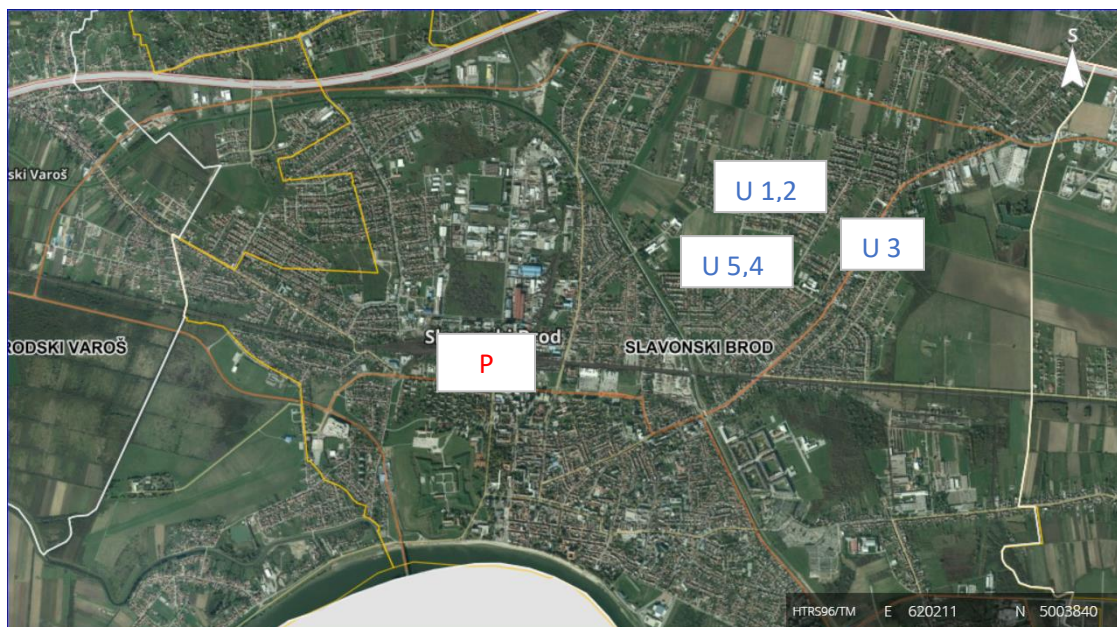 S
ski Varoš
U 1,2
U 5,4
U 3
RODSKI VAROŠ
SLAVONSKI BROD
P
HTRS96/TM E 620211 N 5003840